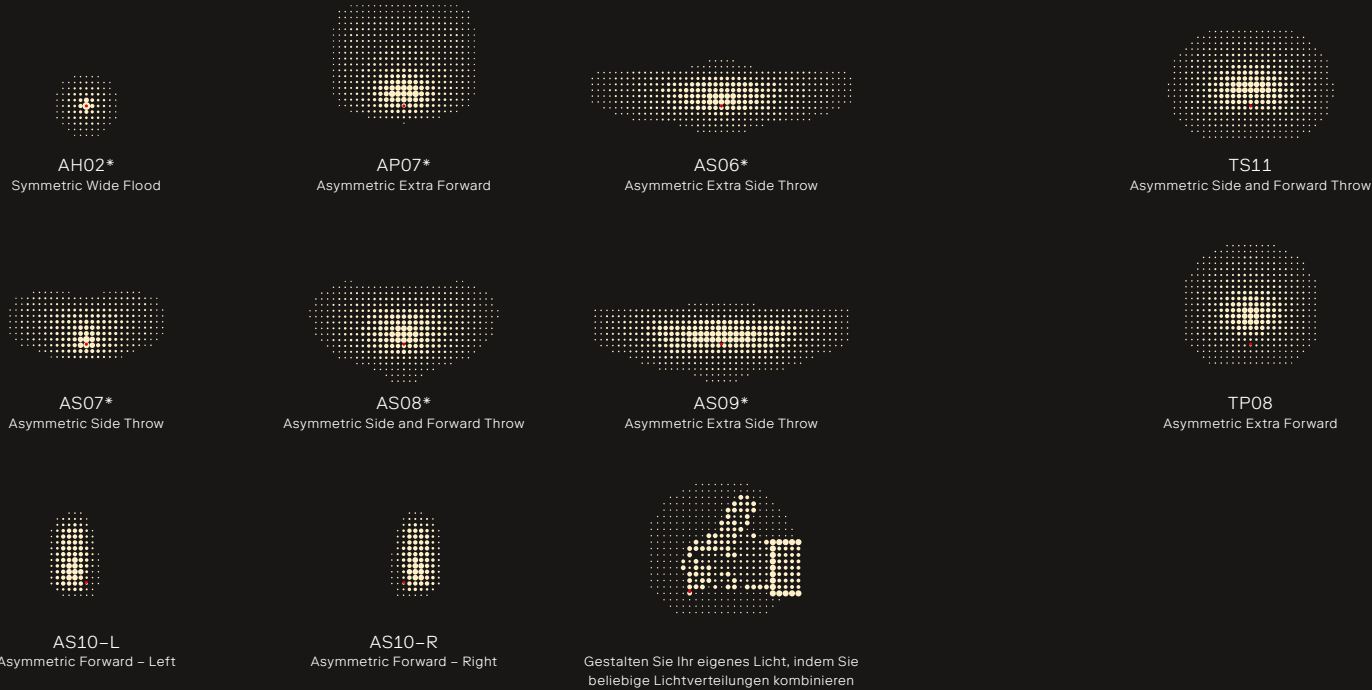 AH02*
Symmetric Wide Flood
AP07*
Asymmetric Extra Forward
AS06*
Asymmetric Extra Side Throw
TS11
Asymmetric Side and Forward Throw
AS07*
Asymmetric Side Throw
AS08*
Asymmetric Side and Forward Throw
AS09*
Asymmetric Extra Side Throw
TP08
Asymmetric Extra Forward
AS10–L
Asymmetric Forward – Left
AS10–R
Asymmetric Forward – Right
Gestalten Sie Ihr eigenes Licht, indem Sie
beliebige Lichtverteilungen kombinieren